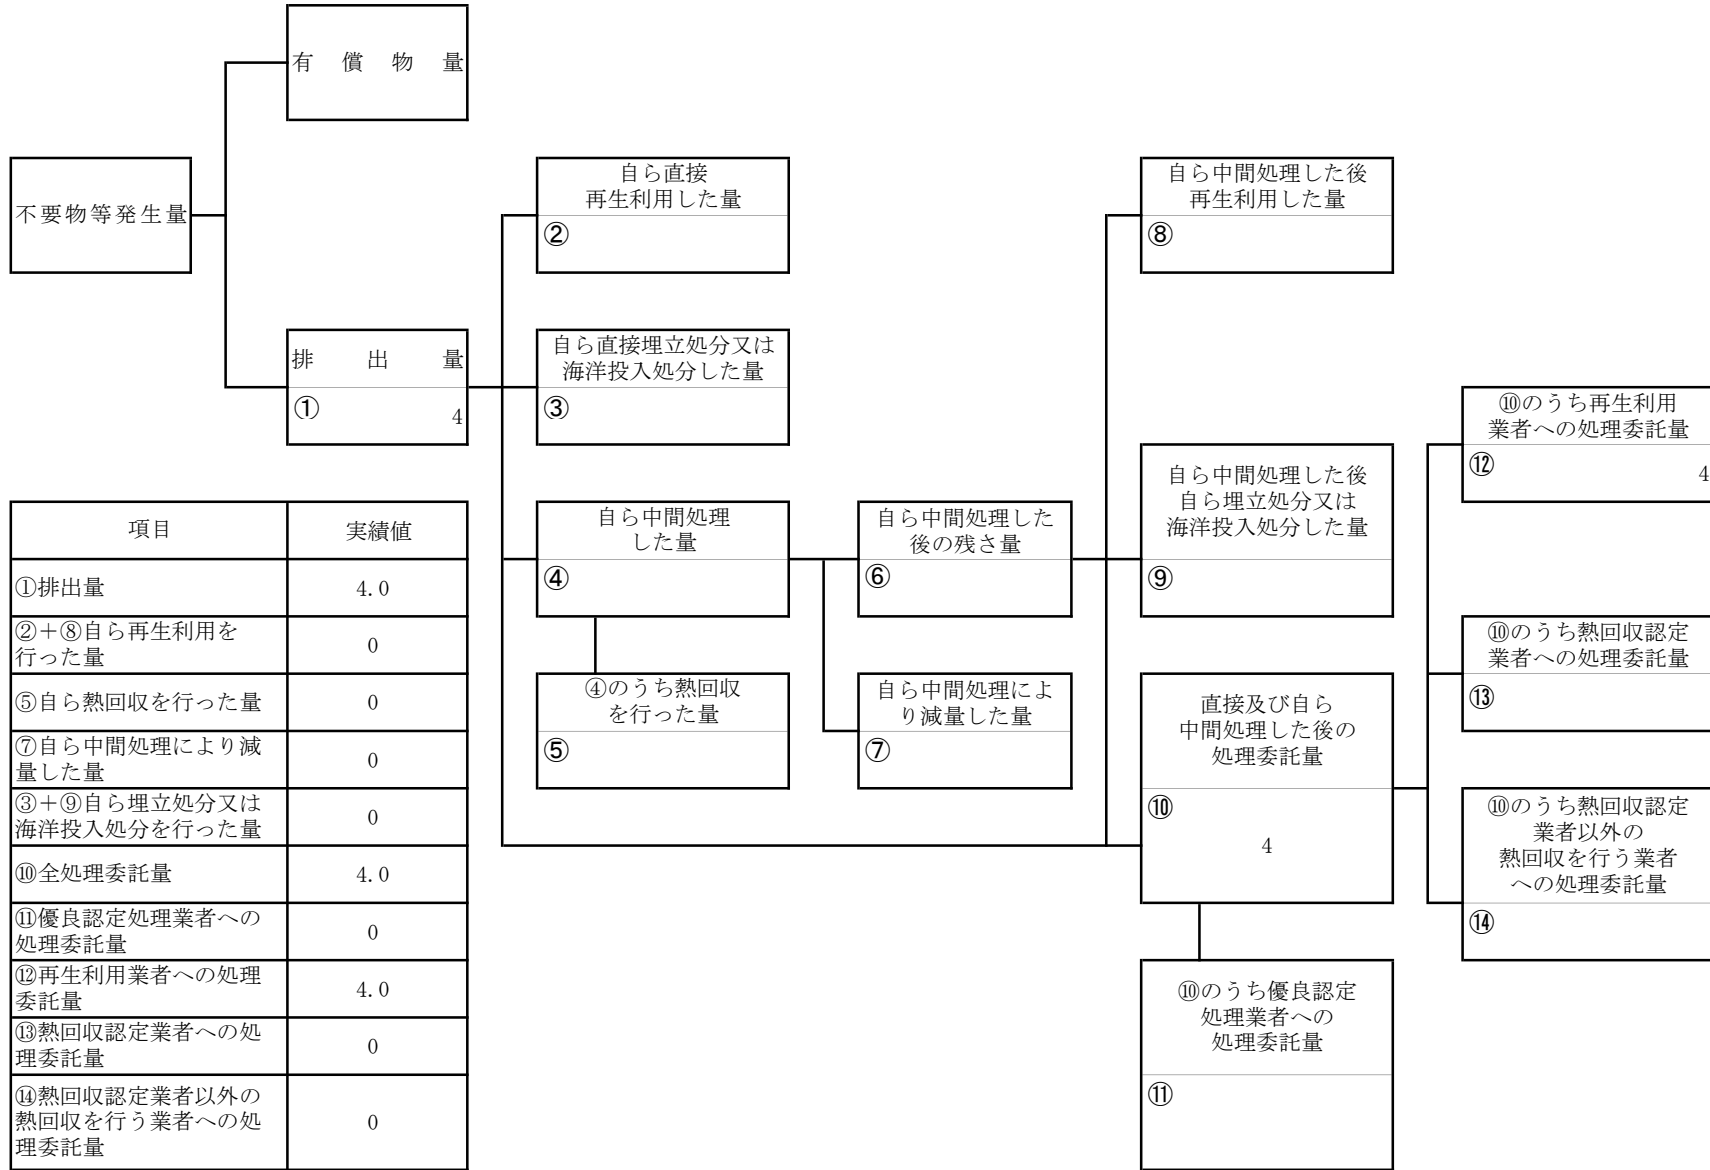 有償物量
不要物等発生量
排出量
①
4
自ら直接
再生利用した量
②
自ら直接埋立処分又は
海洋投入処分した量
③
自ら中間処理
した量
④
④のうち熱回収
を行った量
⑤
自ら中間処理した
後の残さ量
⑥
自ら中間処理によ
り減量した量
⑦
自ら中間処理した後
再生利用した量
⑧
自ら中間処理した後
自ら埋立処分又は
海洋投入処分した量
⑨
直接及び自ら
中間処理した後の
処理委託量
⑩
4
⑩のうち優良認定
処理業者への
処理委託量
⑪
⑩のうち再生利用
業者への処理委託量
⑫
4
⑩のうち熱回収認定
業者への処理委託量
⑬
⑩のうち熱回収認定
業者以外の
熱回収を行う業者
への処理委託量
⑭
項目 実績値
①排出量 4.0
②＋⑧自ら再生利用を
行った量 0
⑤自ら熱回収を行った量 0
⑦自ら中間処理により減
量した量 0
③＋⑨自ら埋立処分又は
海洋投入処分を行った量 0
⑩全処理委託量 4.0
⑪優良認定処理業者への
処理委託量 0
⑫再生利用業者への処理
委託量 4.0
⑬熱回収認定業者への処
理委託量 0
⑭熱回収認定業者以外の
熱回収を行う業者への処
理委託量 0